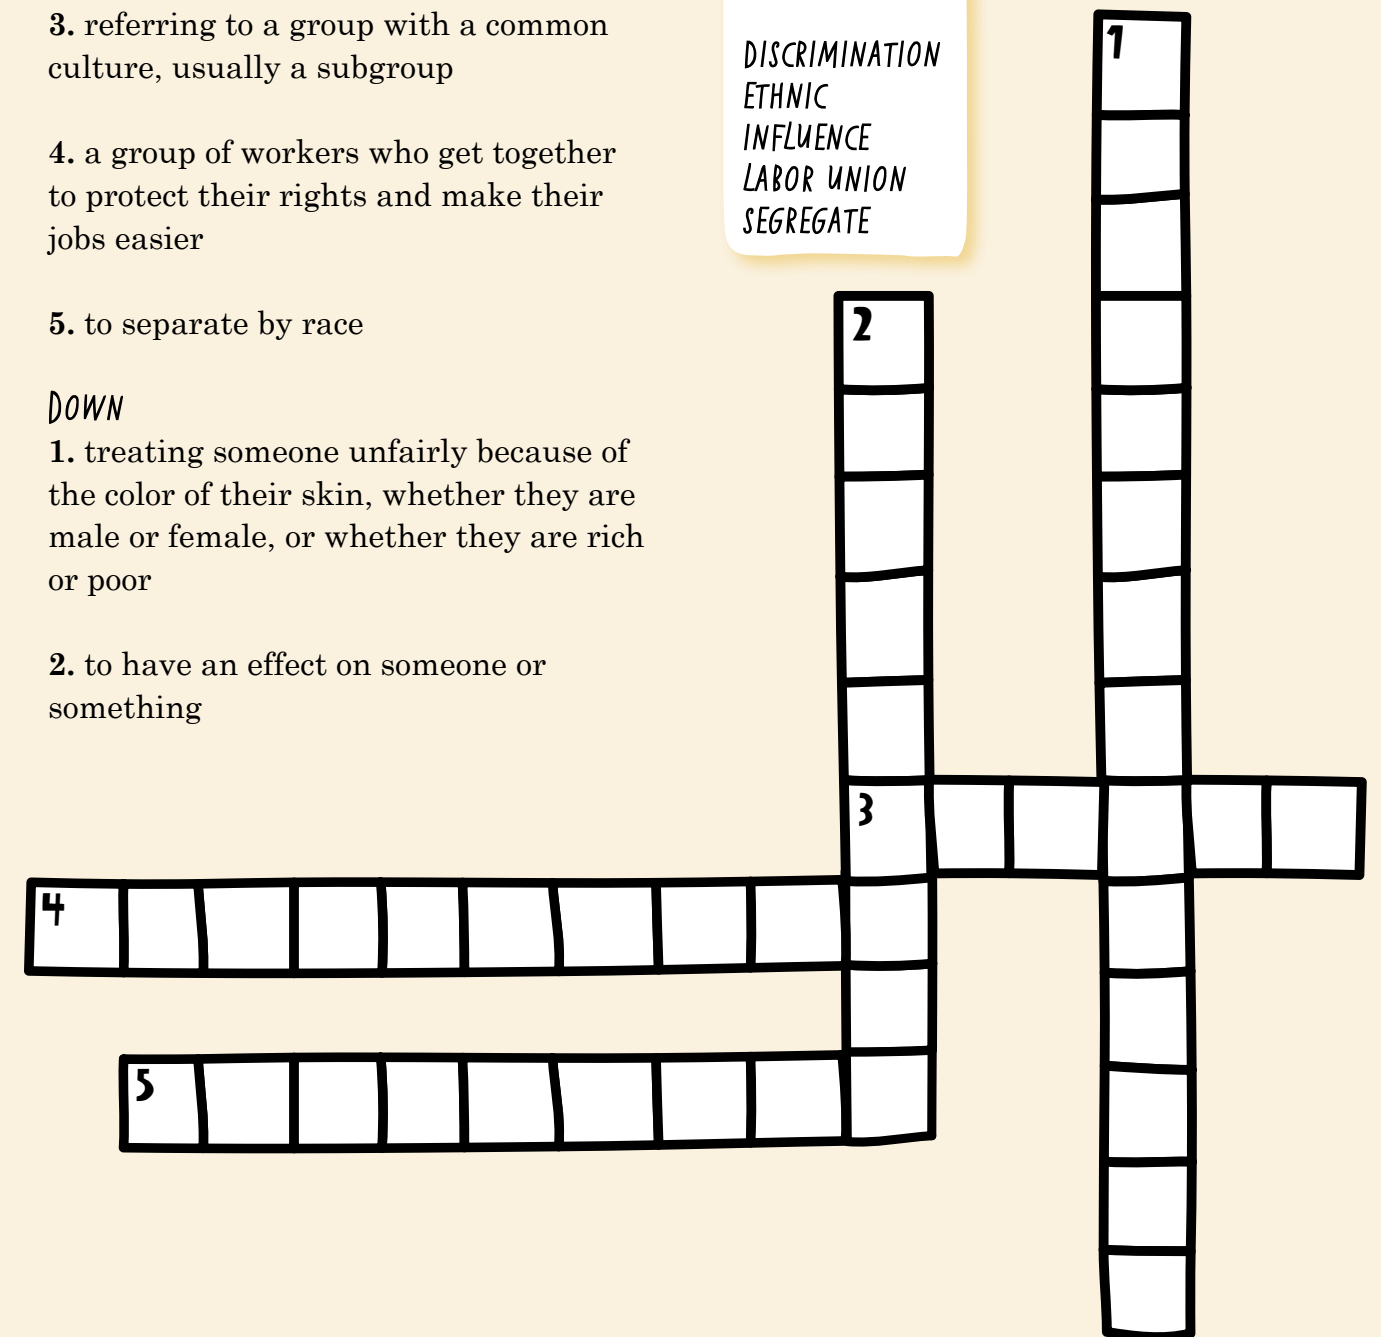 3. referring to a group with a common
culture, usually a subgroup
4. a group of workers who get together
to protect their rights and make their
jobs easier
5. to separate by race
DOWN
1. treating someone unfairly because of
the color of their skin, whether they are
male or female, or whether they are rich
or poor
2. to have an effect on someone or
something
DISCRIMINATION
ETHNIC
INFLUENCE
LABOR UNION
SEGREGATE
1
2
3
4
5